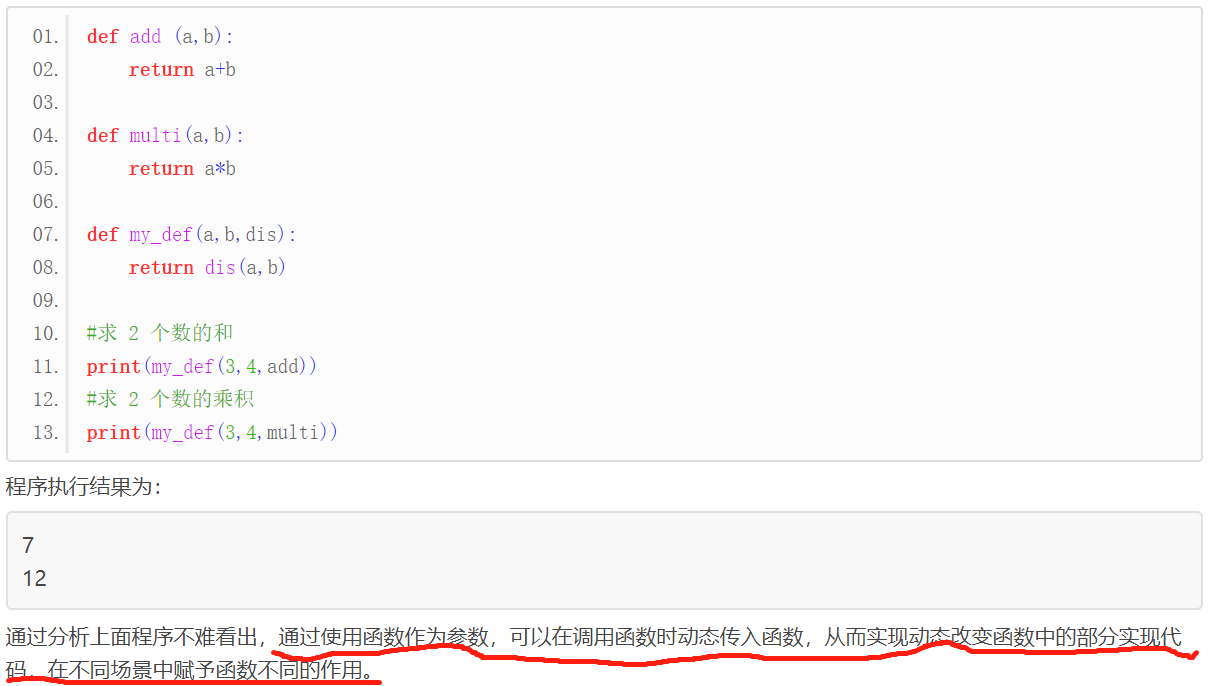 01. def add (a,b):
02.     return a+b
03.
04. def multi(a,b):
05.     return a*b
06.
07. def my_def(a,b,dis):
08.     return dis(a,b)
09.
10. #求 2 个数的和
11. print(my_def(3,4,add))
12. #求 2 个数的乘积
13. print(my_def(3,4,multi))
程序执行结果为：
7
12
通过分析上面程序不难看出，通过使用函数作为参数，可以在调用函数时动态传入函数，从而实现动态改变函数中的部分实现代
码，在不同场景中赋予函数不同的作用。